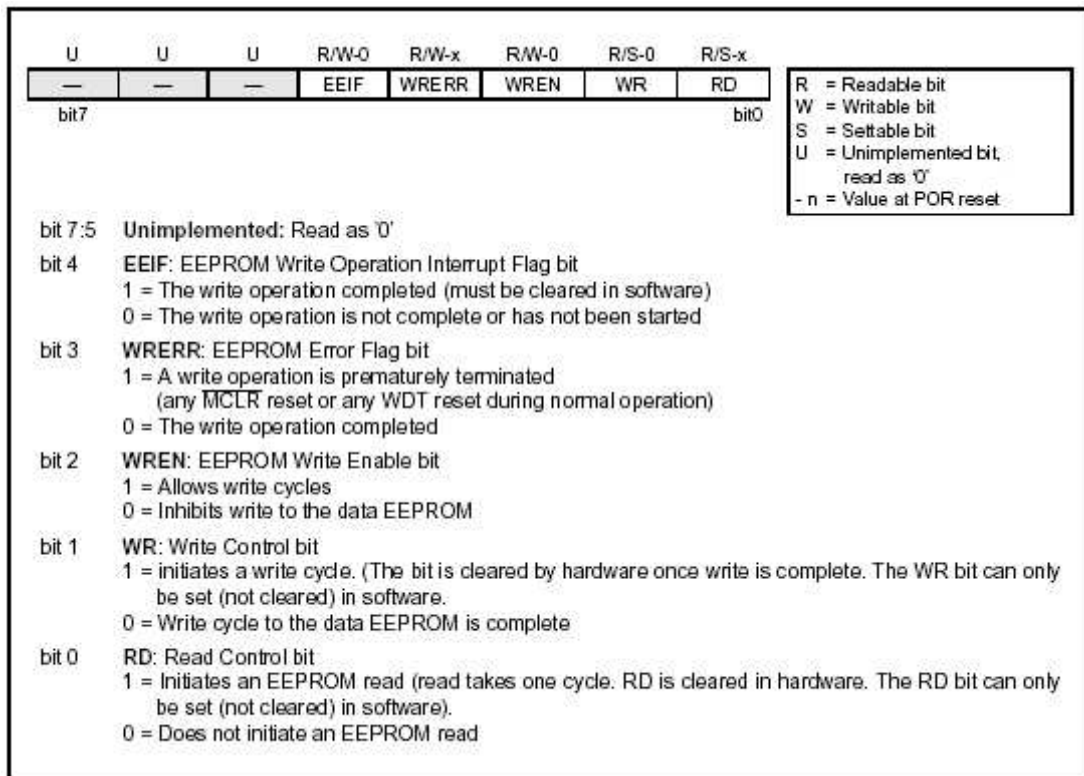 U U U R/W-0 R/W-x R/W-0 R/S-0 R/S-x
— — — EEIF WRERR WREN WR RD
bit7 bit0
R = Readable bit
W = Writable bit
S = Settable bit
U = Unimplemented bit,
read as '0'
- n = Value at POR reset
bit 7:5 Unimplemented: Read as '0'
bit 4 EEIF: EEPROM Write Operation Interrupt Flag bit
1 = The write operation completed (must be cleared in software)
0 = The write operation is not complete or has not been started
bit 3 WRERR: EEPROM Error Flag bit
1 = A write operation is prematurely terminated
(any MCLR reset or any WDT reset during normal operation)
0 = The write operation completed
bit 2 WREN: EEPROM Write Enable bit
1 = Allows write cycles
0 = Inhibits write to the data EEPROM
bit 1 WR: Write Control bit
1 = initiates a write cycle. (The bit is cleared by hardware once write is complete. The WR bit can only
be set (not cleared) in software.
0 = Write cycle to the data EEPROM is complete
bit 0 RD: Read Control bit
1 = Initiates an EEPROM read (read takes one cycle. RD is cleared in hardware. The RD bit can only
be set (not cleared) in software).
0 = Does not initiate an EEPROM read